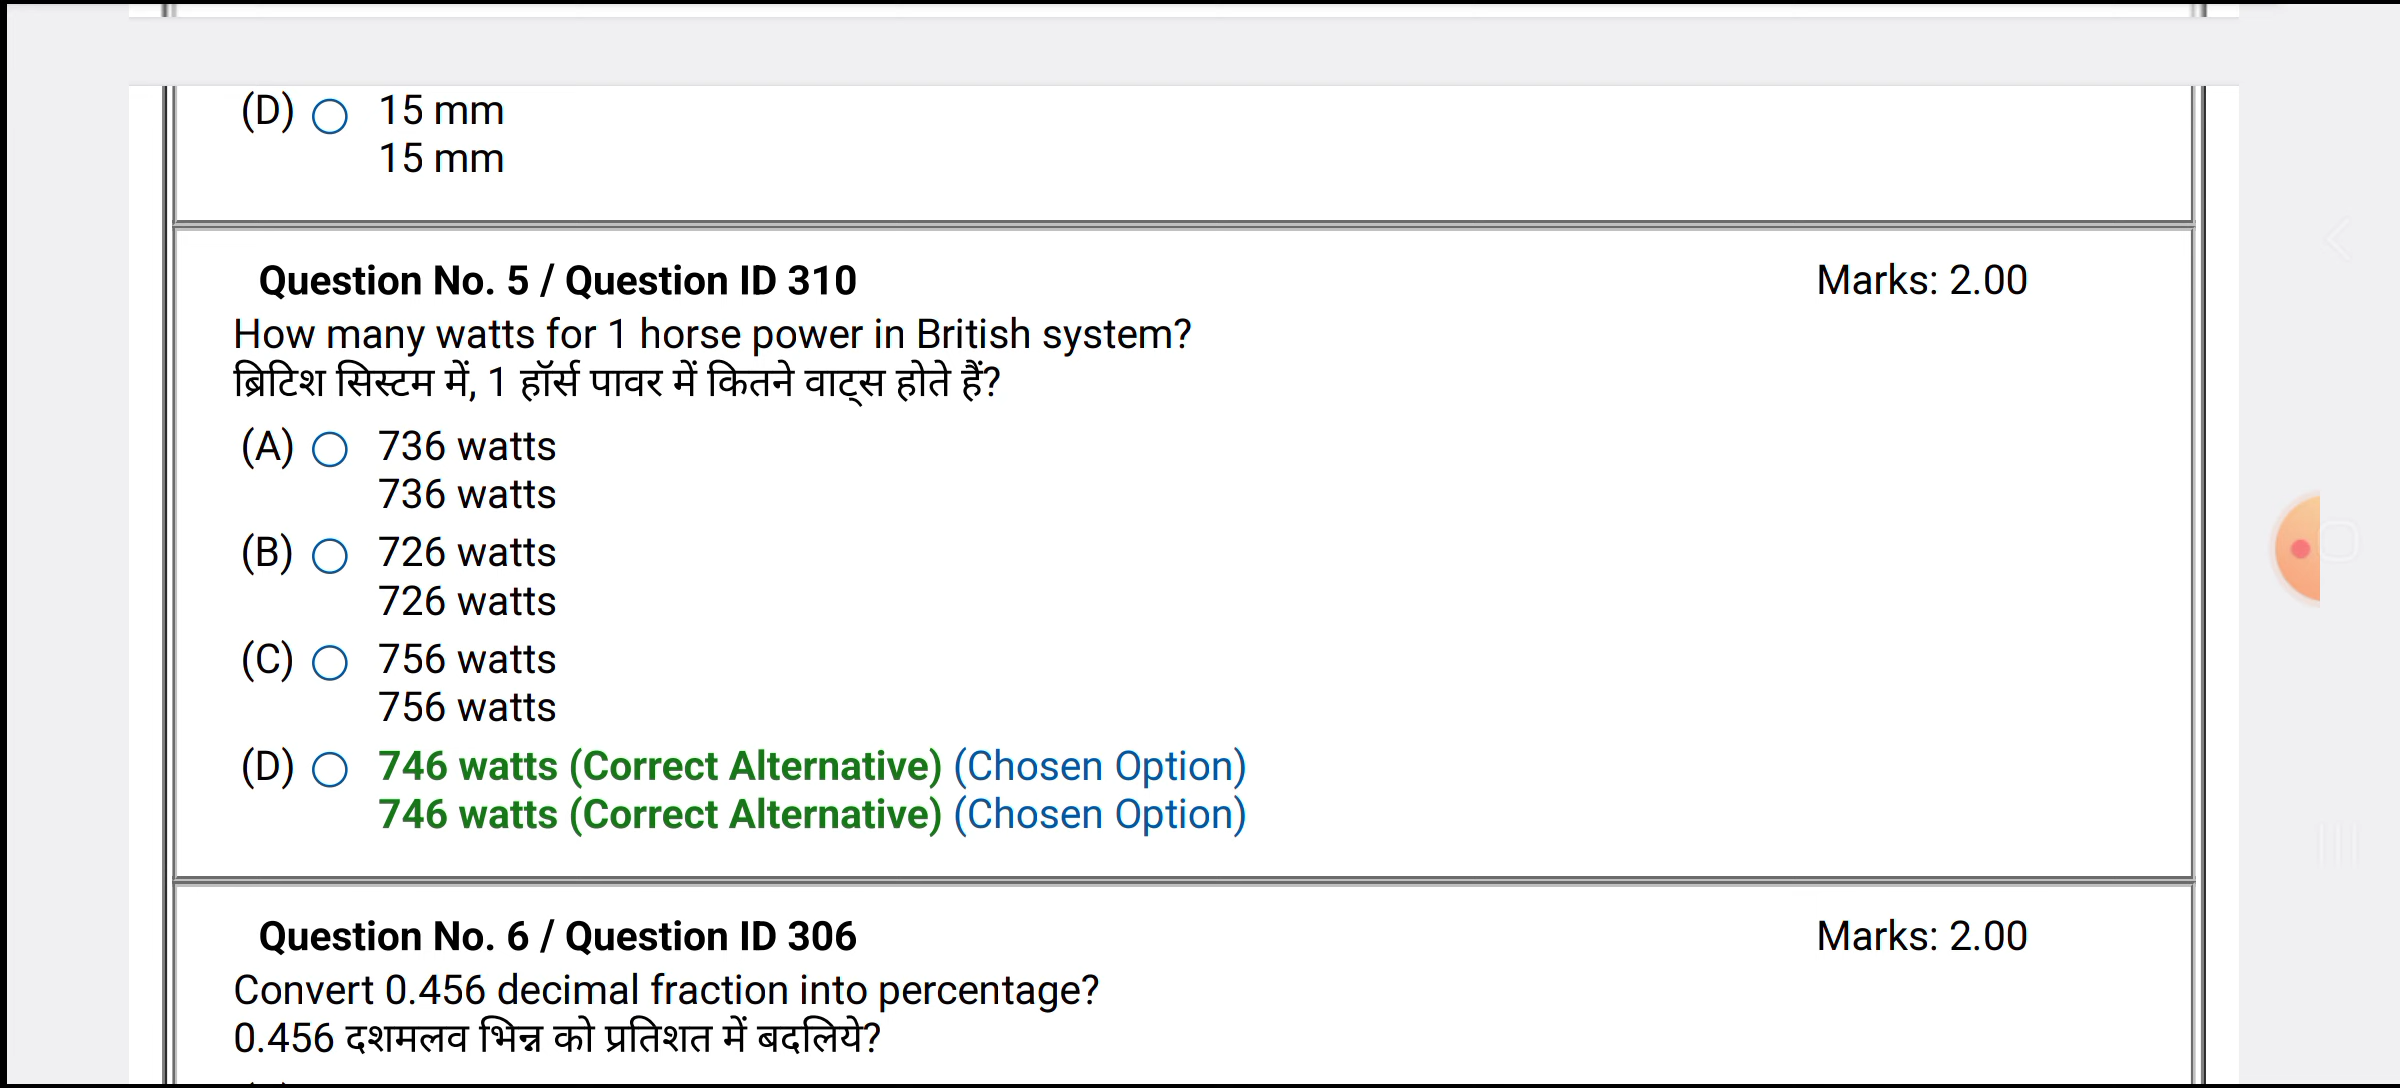 (D) 15 mm
15 mm
Question No. 5 / Question ID 310 Marks: 2.00
How many watts for 1 horse power in British system?
ब्रिटिश सिस्टम में, 1 हॉर्स पावर में कितने वाट्स होते हैं?
(A) 736 watts
736 watts
(B) 726 watts
726 watts
(C) 756 watts
756 watts
(D) 746 watts (Correct Alternative) (Chosen Option)
746 watts (Correct Alternative) (Chosen Option)
Question No. 6 / Question ID 306 Marks: 2.00
Convert 0.456 decimal fraction into percentage?
0.456 दशमलव भिन्न को प्रतिशत में बदलिये?